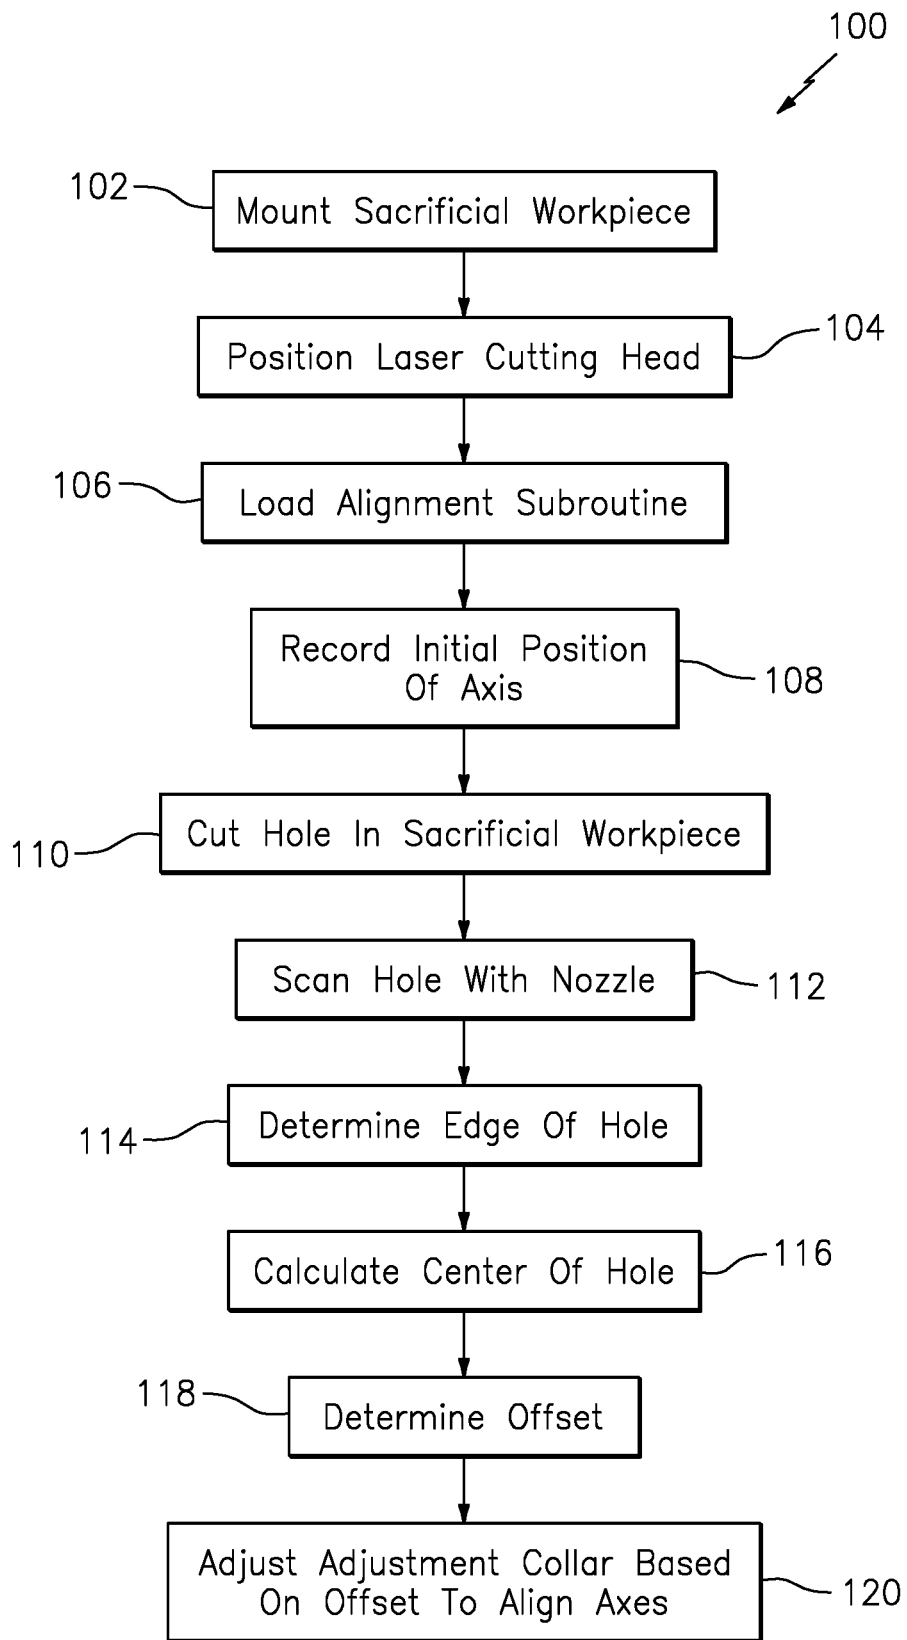 100
102
Mount Sacrificial Workpiece
Position Laser Cutting Head
104
106
Load Alignment Subroutine
Record Initial Position
Of Axis
108
Cut Hole In Sacrificial Workpiece
110
Scan Hole With Nozzle
112
Determine Edge Of Hole
114
Calculate Center Of Hole
116
118
Determine Offset
Adjust Adjustment Collar Based
On Offset To Align Axes
120